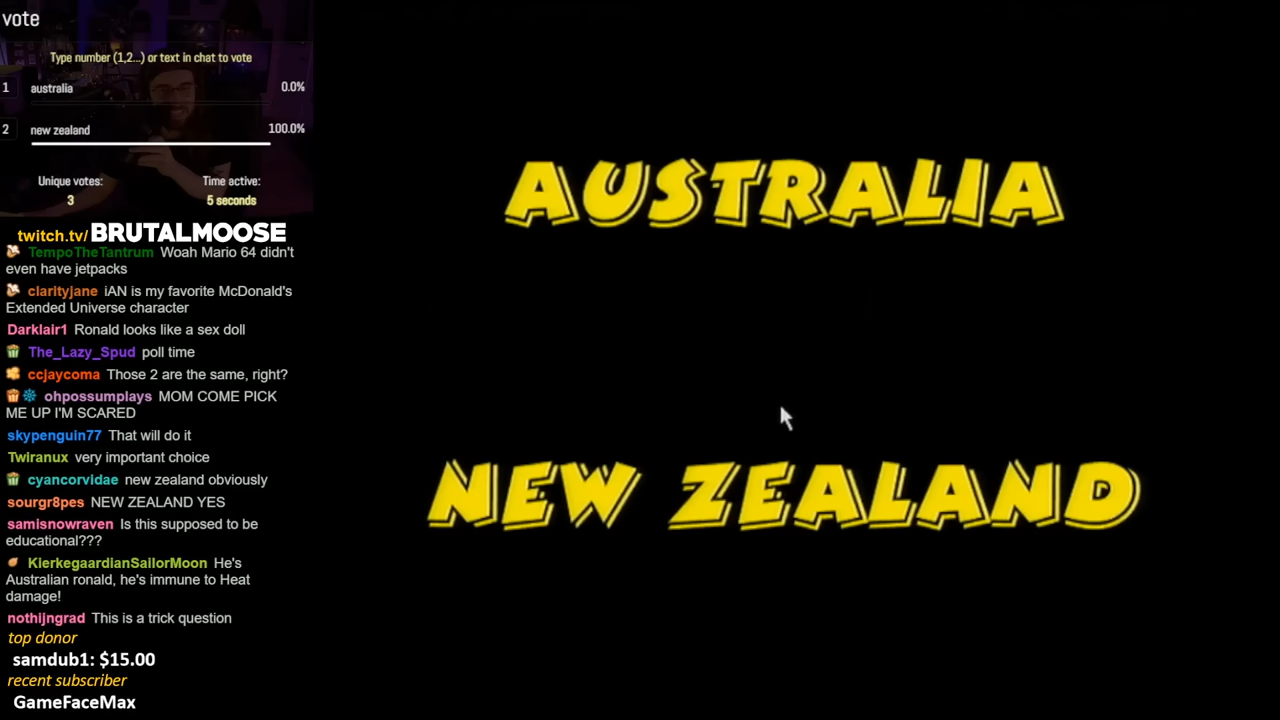 vote
Type number (1,2...) or text in chat to vote
1 australia 0.0%
2 new zealand 100.0%
Unique votes: Time active:
3 5 seconds
twitch.tv/BRUTALMOOSE
TempoTheTantrum Woah Mario 64 didn't
even have jetpacks
clarityjane iAN is my favorite McDonald's
Extended Universe character
Darklair1 Ronald looks like a sex doll
The_Lazy_Spud poll time
ccjaycoma Those 2 are the same, right?
ohpossumplays MOM COME PICK
ME UP I'M SCARED
skypenguin77 That will do it
Twiranux very important choice
cyancorvidae new zealand obviously
sourgr8pes NEW ZEALAND YES
samisnowraven Is this supposed to be
educational???
KierkegaardianSailorMoon He's
Australian ronald, he's immune to Heat
damage!
nothijngrad This is a trick question
top donor
samdub1: $15.00
recent subscriber
GameFaceMax
AUSTRALIA
NEW ZEALAND